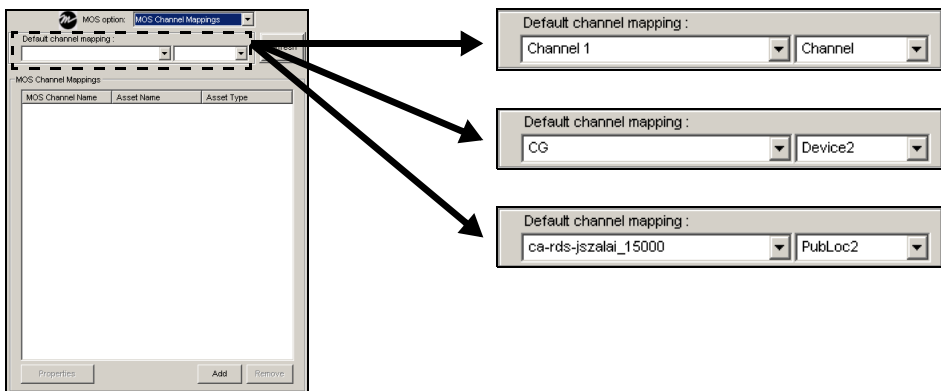 MOS option: MOS Channel Mappings
Default channel mapping :
MOS Channel Mappings
MOS Channel Name Asset Name Asset Type
Properties Add Remove
Default channel mapping :
Channel 1 Channel
Default channel mapping :
CG Device2
Default channel mapping :
ca-rds-jszalai_15000 PubLoc2